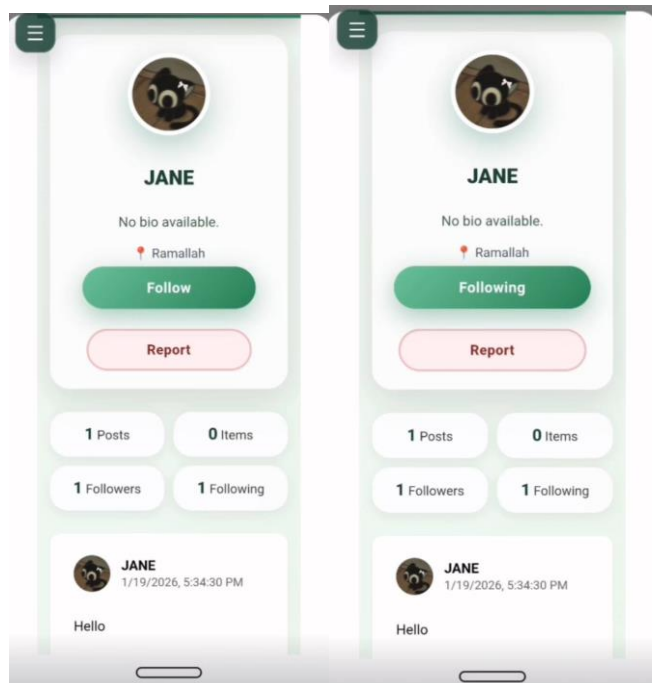 JANE
No bio available.
📍 Ramallah
Follow
Report
1 Posts
0 Items
1 Followers
1 Following
JANE
1/19/2026, 5:34:30 PM
Hello
JANE
No bio available.
📍 Ramallah
Following
Report
1 Posts
0 Items
1 Followers
1 Following
JANE
1/19/2026, 5:34:30 PM
Hello